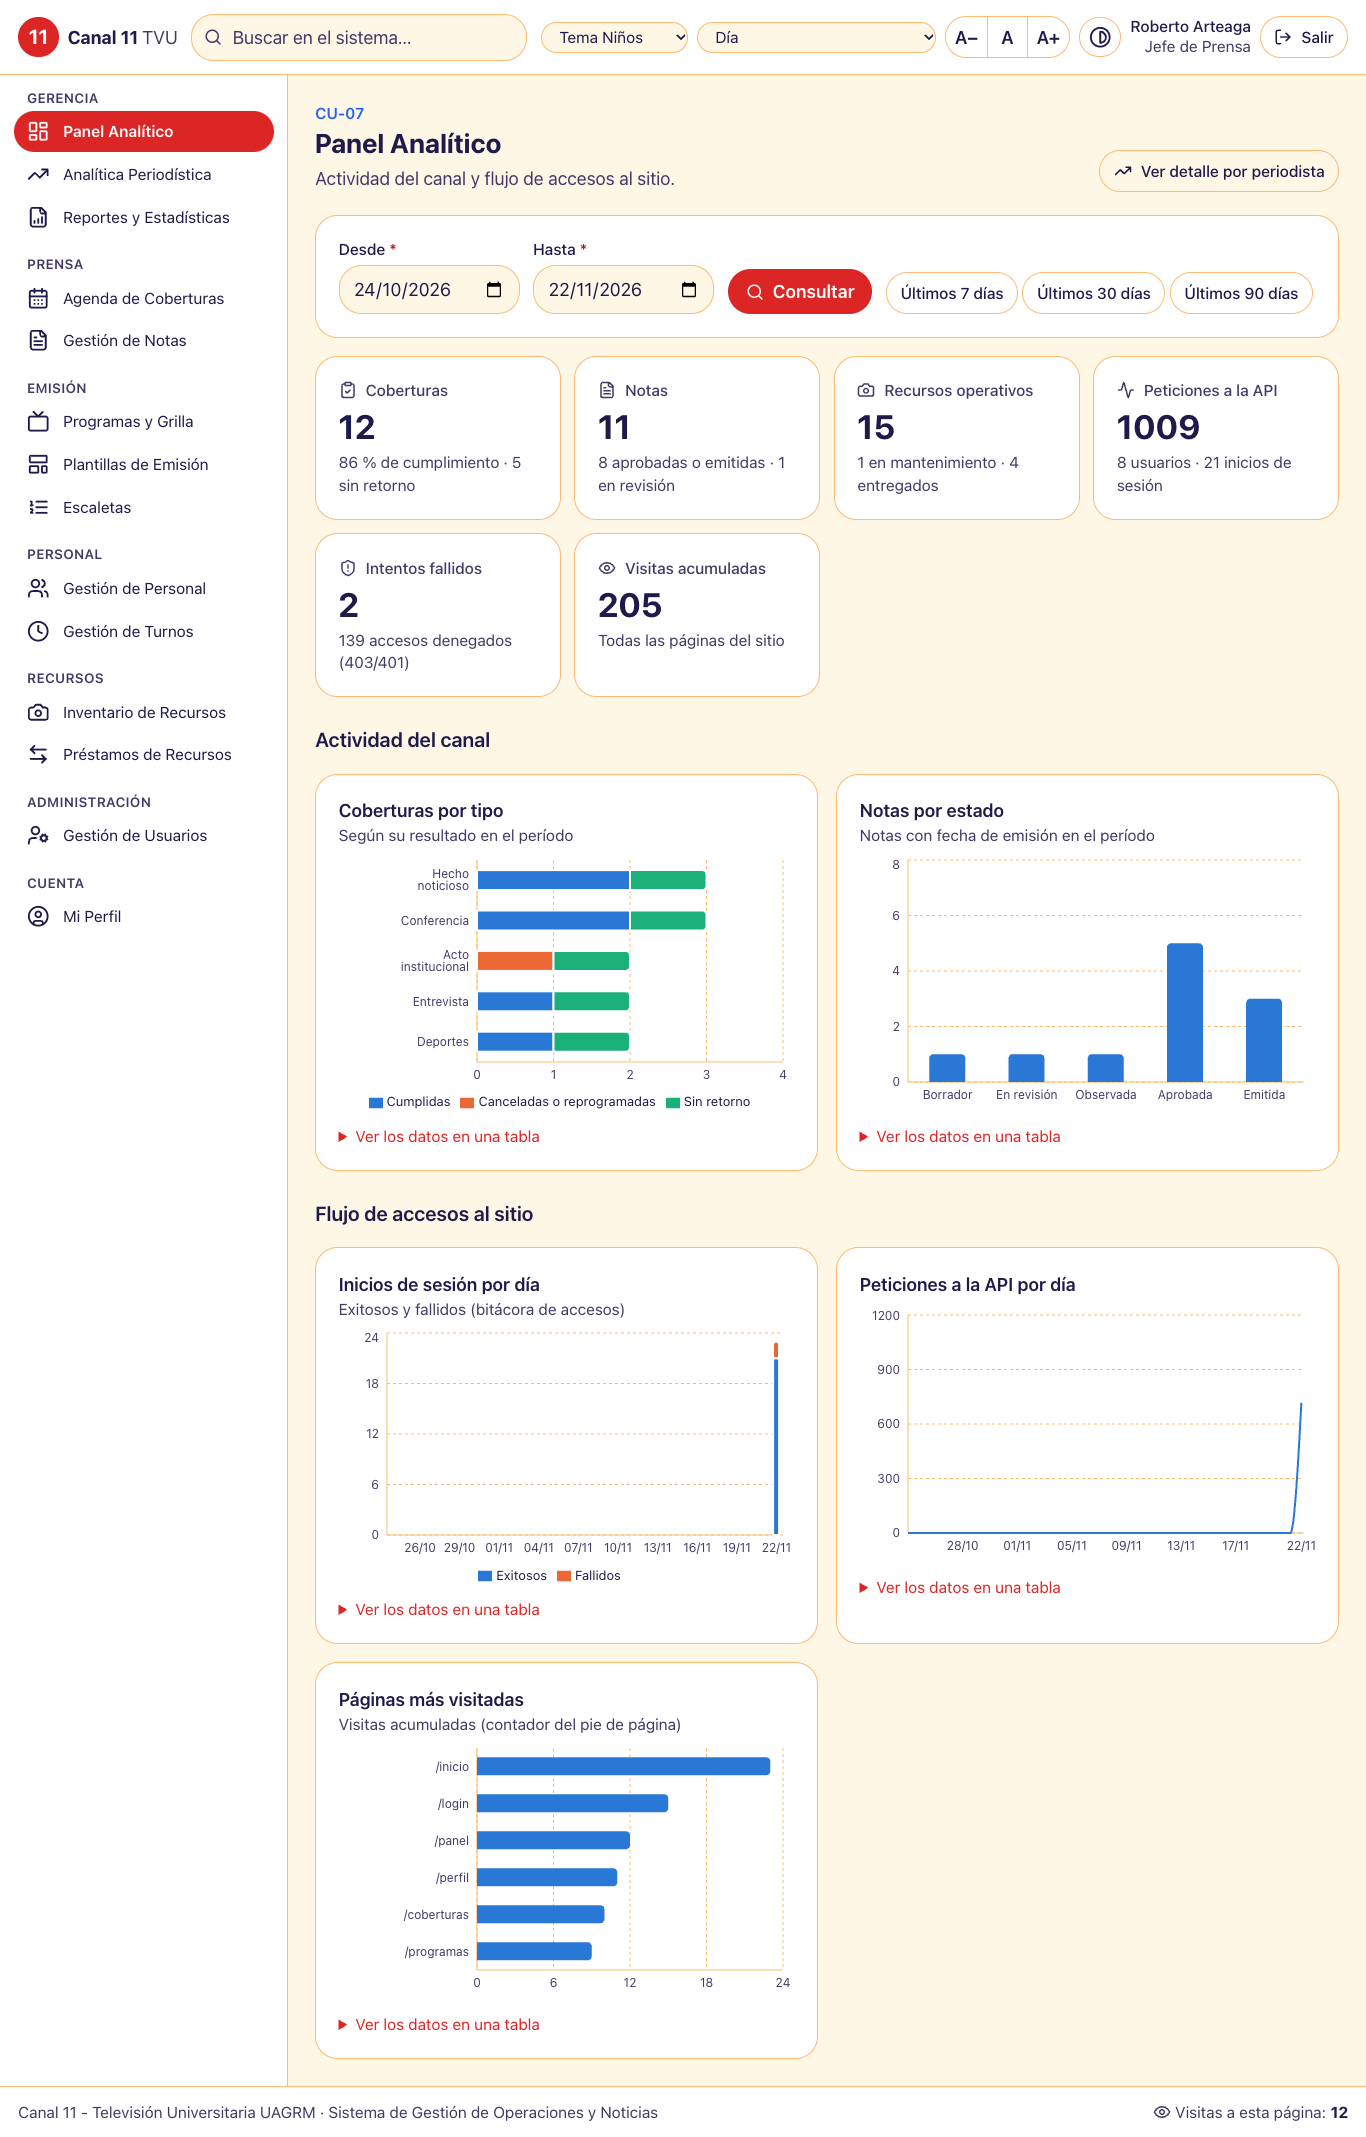 11 Canal 11 TVU
Buscar en el sistema...
Tema Niños
Día
A−
A
A+
Roberto Arteaga
Jefe de Prensa
Salir
GERENCIA
Panel Analítico
Analítica Periodística
Reportes y Estadísticas
PRENSA
Agenda de Coberturas
Gestión de Notas
EMISIÓN
Programas y Grilla
Plantillas de Emisión
Escaletas
PERSONAL
Gestión de Personal
Gestión de Turnos
RECURSOS
Inventario de Recursos
Préstamos de Recursos
ADMINISTRACIÓN
Gestión de Usuarios
CUENTA
Mi Perfil
CU-07
Panel Analítico
Actividad del canal y flujo de accesos al sitio.
Ver detalle por periodista
Desde *
24/10/2026
Hasta *
22/11/2026
Consultar
Últimos 7 días
Últimos 30 días
Últimos 90 días
Coberturas
12
86 % de cumplimiento · 5
sin retorno
Notas
11
8 aprobadas o emitidas · 1
en revisión
Recursos operativos
15
1 en mantenimiento · 4
entregados
Peticiones a la API
1009
8 usuarios · 21 inicios de
sesión
Intentos fallidos
2
139 accesos denegados
(403/401)
Visitas acumuladas
205
Todas las páginas del sitio
Actividad del canal
Coberturas por tipo
Según su resultado en el período
Hecho
noticioso
Conferencia
Acto
institucional
Entrevista
Deportes
0 1 2 3 4
Cumplidas Canceladas o reprogramadas Sin retorno
Ver los datos en una tabla
Notas por estado
Notas con fecha de emisión en el período
8
6
4
2
0
Borrador En revisión Observada Aprobada Emitida
Ver los datos en una tabla
Flujo de accesos al sitio
Inicios de sesión por día
Exitosos y fallidos (bitácora de accesos)
24
18
12
6
0
26/10 29/10 01/11 04/11 07/11 10/11 13/11 16/11 19/11 22/11
Exitosos Fallidos
Ver los datos en una tabla
Peticiones a la API por día
1200
900
600
300
0
28/10 01/11 05/11 09/11 13/11 17/11 22/11
Ver los datos en una tabla
Páginas más visitadas
Visitas acumuladas (contador del pie de página)
/inicio
/login
/panel
/perfil
/coberturas
/programas
0 6 12 18 24
Ver los datos en una tabla
Canal 11 - Televisión Universitaria UAGRM · Sistema de Gestión de Operaciones y Noticias
Visitas a esta página: 12